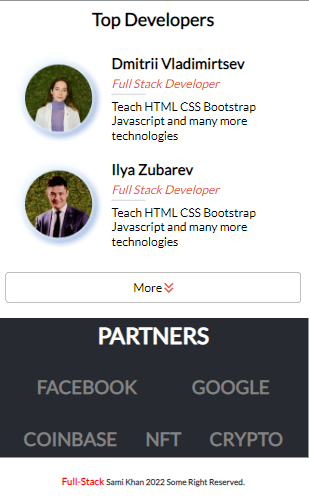 Top Developers
Dmitrii Vladimirtsev
Full Stack Developer
Teach HTML CSS Bootstrap
Javascript and many more
technologies
Ilya Zubarev
Full Stack Developer
Teach HTML CSS Bootstrap
Javascript and many more
technologies
More
PARTNERS
FACEBOOK GOOGLE
COINBASE NFT CRYPTO
Full-Stack Sami Khan 2022 Some Right Reserved.